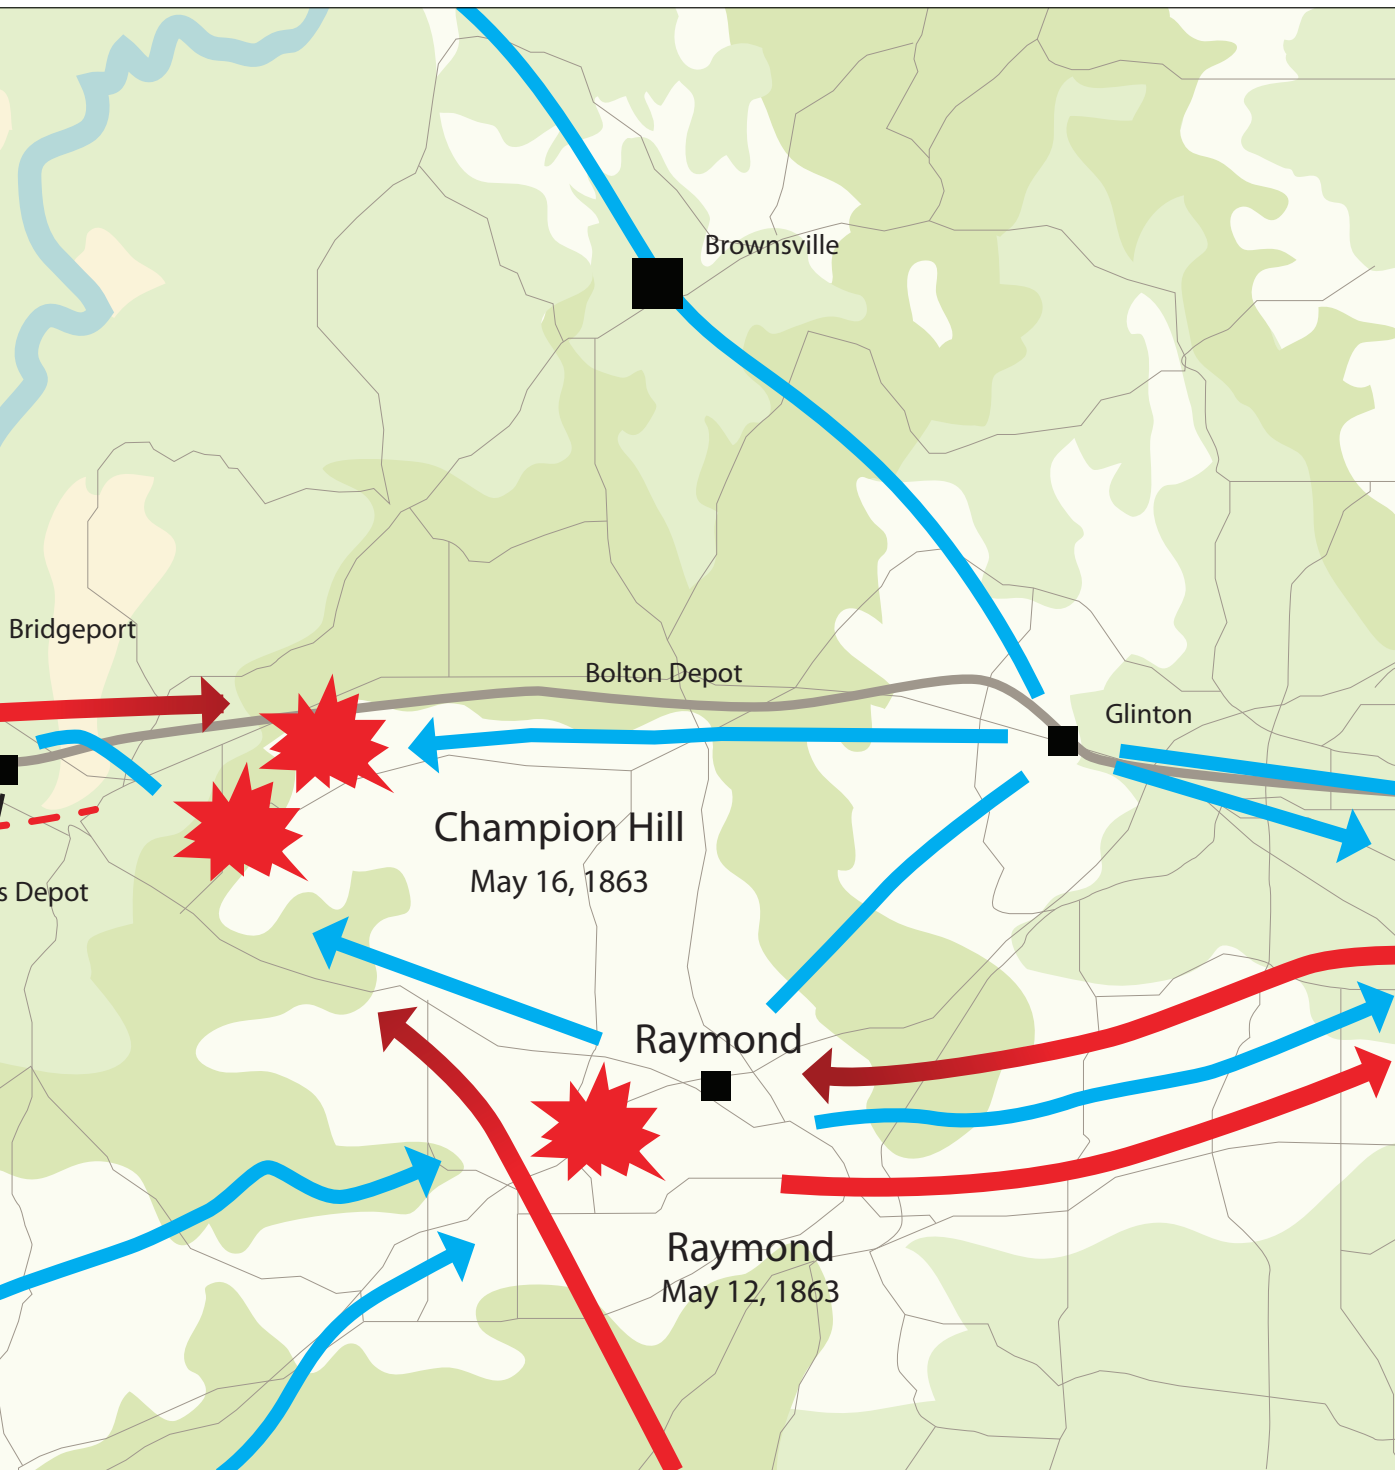 Brownsville
Bridgeport
Bolton Depot
Glinton
Champion Hill
May 16, 1863
s Depot
Raymond
Raymond
May 12, 1863